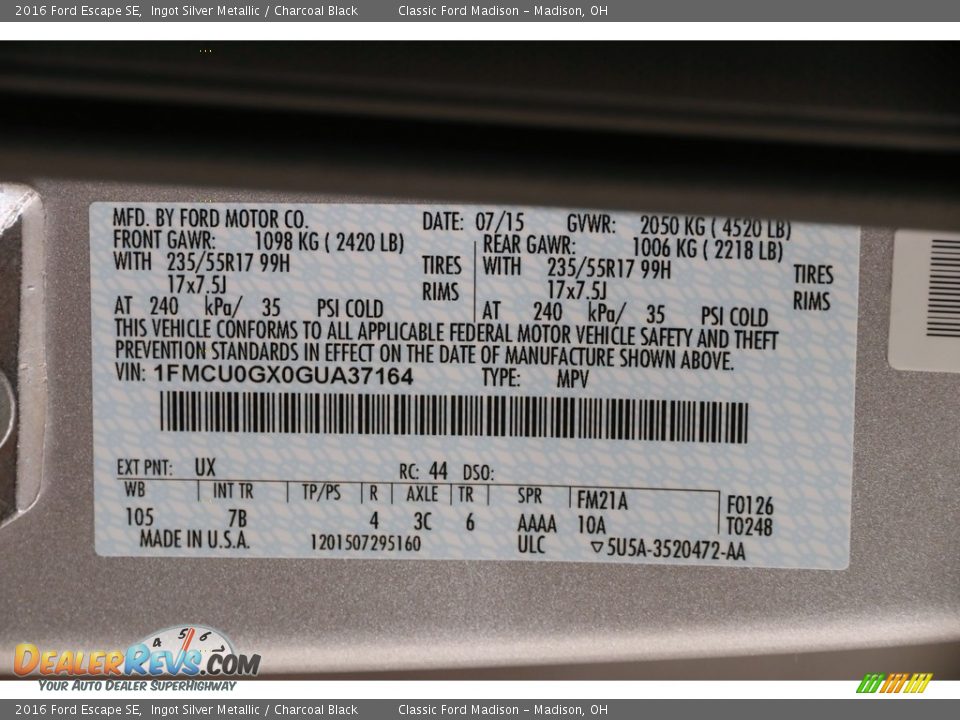 2016 Ford Escape SE, Ingot Silver Metallic / Charcoal Black Classic Ford Madison - Madison, OH
MFD. BY FORD MOTOR CO. DATE: 07/15 GVWR: 2050 KG ( 4520 LB)
FRONT GAWR: 1098 KG ( 2420 LB) REAR GAWR: 1006 KG ( 2218 LB)
WITH 235/55R17 99H TIRES WITH 235/55R17 99H TIRES
17x7.5J RIMS 17x7.5J RIMS
AT 240 kPa/ 35 PSI COLD AT 240 kPa/ 35 PSI COLD
THIS VEHICLE CONFORMS TO ALL APPLICABLE FEDERAL MOTOR VEHICLE SAFETY AND THEFT
PREVENTION STANDARDS IN EFFECT ON THE DATE OF MANUFACTURE SHOWN ABOVE.
VIN: 1FMCU0GX0GUA37164 TYPE: MPV
EXT PNT: UX RC: 44 DSO:
WB INT TR TP/PS R AXLE TR SPR FM21A F0126
105 7B 4 3C 6 AAAA 10A T0248
MADE IN U.S.A. 1201507295160 ULC ▽5U5A-3520472-AA
4 5 6 7
DEALERREVS.COM
YOUR AUTO DEALER SUPERHIGHWAY
2016 Ford Escape SE, Ingot Silver Metallic / Charcoal Black Classic Ford Madison - Madison, OH